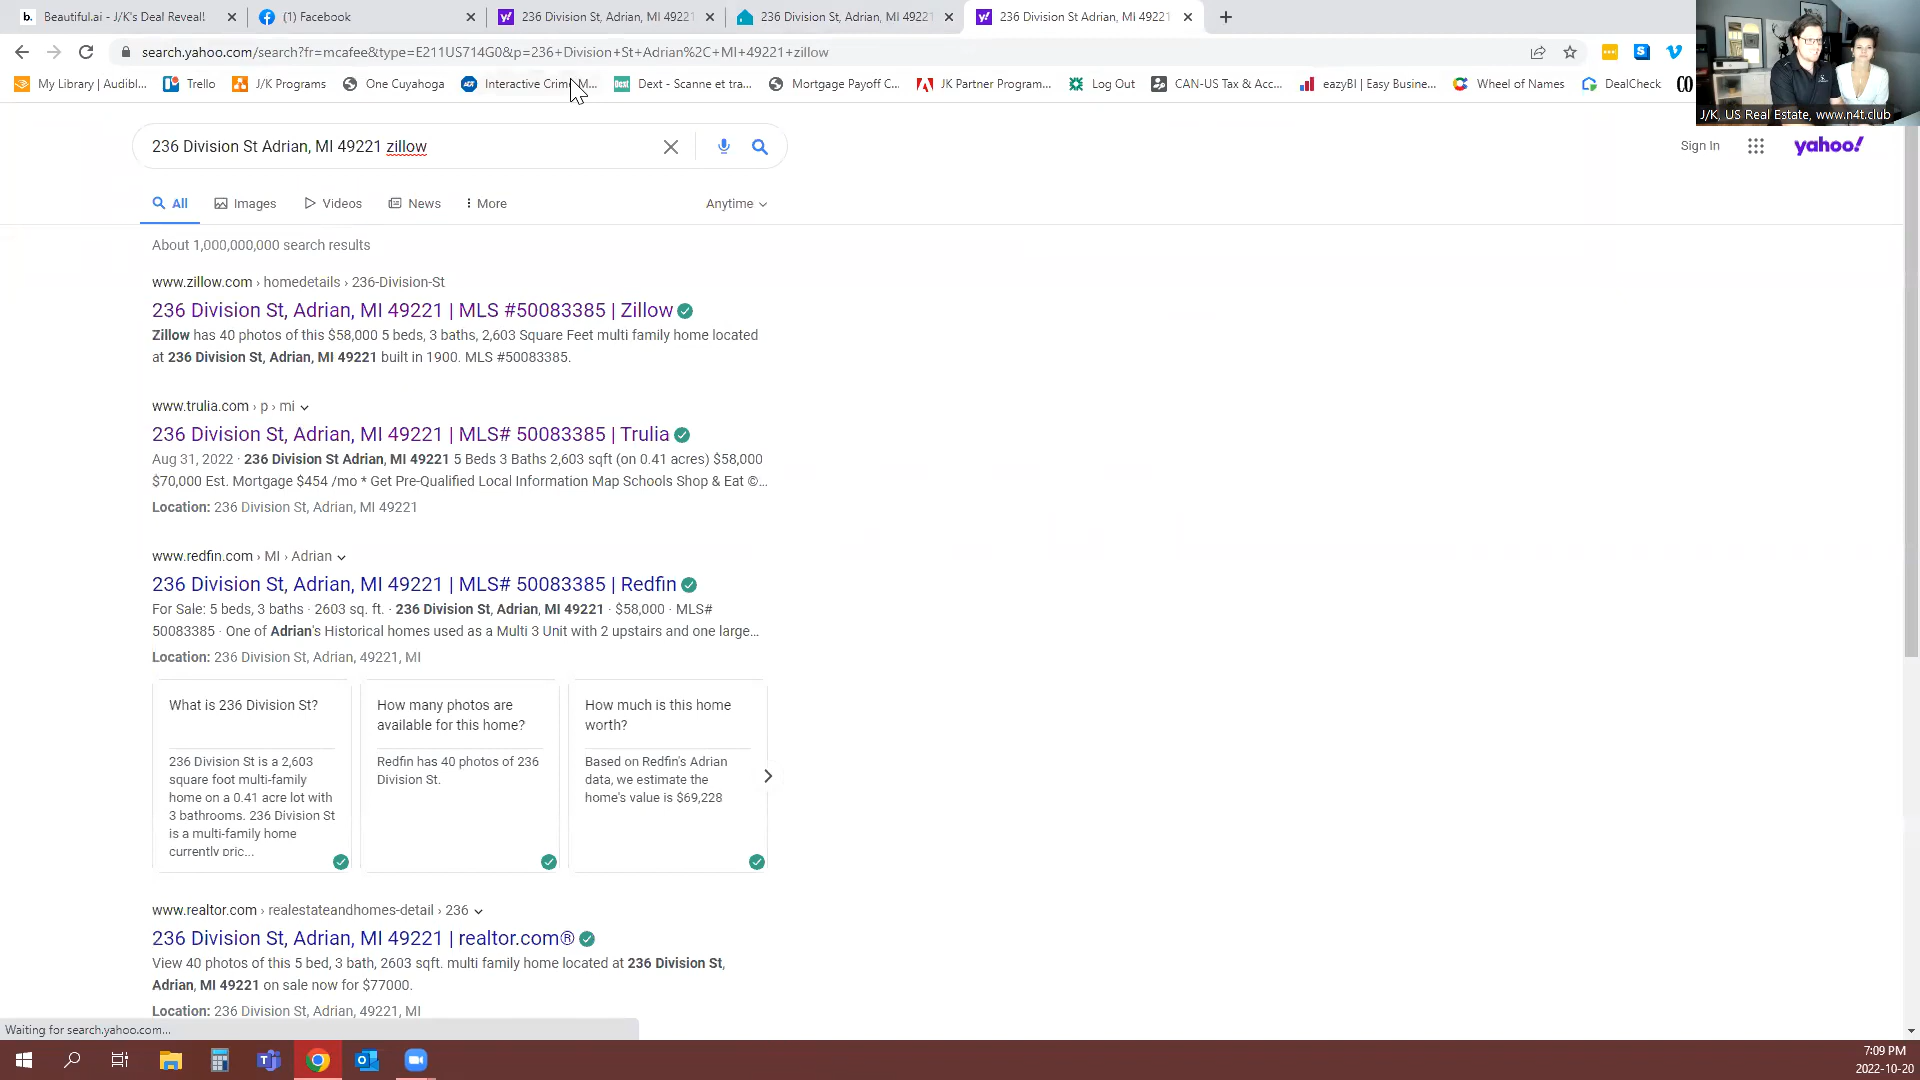 b. Beautiful.ai - J/K's Deal Reveal!
(1) Facebook
236 Division St, Adrian, MI 49221
236 Division St, Adrian, MI 49221
236 Division St Adrian, MI 49221
search.yahoo.com/search?fr=mcafee&type=E211US714G0&p=236+Division+St+Adrian%2C+MI+49221+zillow
My Library | Audibl...
Trello
J/K Programs
One Cuyahoga
Interactive Crime M...
Dext - Scanne et tra...
Mortgage Payoff C...
JK Partner Program...
Log Out
CAN-US Tax & Acc...
eazyBI | Easy Busine...
Wheel of Names
DealCheck
J/K, US Real Estate, www.n4t.club
236 Division St Adrian, MI 49221 zillow
Sign In
yahoo!
All
Images
Videos
News
More
Anytime
About 1,000,000,000 search results
www.zillow.com › homedetails › 236-Division-St
236 Division St, Adrian, MI 49221 | MLS #50083385 | Zillow
Zillow has 40 photos of this $58,000 5 beds, 3 baths, 2,603 Square Feet multi family home located
at 236 Division St, Adrian, MI 49221 built in 1900. MLS #50083385.
www.trulia.com › p › mi
236 Division St, Adrian, MI 49221 | MLS# 50083385 | Trulia
Aug 31, 2022 · 236 Division St Adrian, MI 49221 5 Beds 3 Baths 2,603 sqft (on 0.41 acres) $58,000
$70,000 Est. Mortgage $454 /mo * Get Pre-Qualified Local Information Map Schools Shop & Eat ©...
Location: 236 Division St, Adrian, MI 49221
www.redfin.com › MI › Adrian
236 Division St, Adrian, MI 49221 | MLS# 50083385 | Redfin
For Sale: 5 beds, 3 baths · 2603 sq. ft. · 236 Division St, Adrian, MI 49221 · $58,000 · MLS#
50083385 · One of Adrian's Historical homes used as a Multi 3 Unit with 2 upstairs and one large...
Location: 236 Division St, Adrian, 49221, MI
What is 236 Division St?
236 Division St is a 2,603
square foot multi-family
home on a 0.41 acre lot with
3 bathrooms. 236 Division St
is a multi-family home
currently pric...
How many photos are
available for this home?
Redfin has 40 photos of 236
Division St.
How much is this home
worth?
Based on Redfin's Adrian
data, we estimate the
home's value is $69,228
www.realtor.com › realestateandhomes-detail › 236
236 Division St, Adrian, MI 49221 | realtor.com®
View 40 photos of this 5 bed, 3 bath, 2603 sqft. multi family home located at 236 Division St,
Adrian, MI 49221 on sale now for $77000.
Location: 236 Division St, Adrian, 49221, MI
Waiting for search.yahoo.com...
7:09 PM
2022-10-20